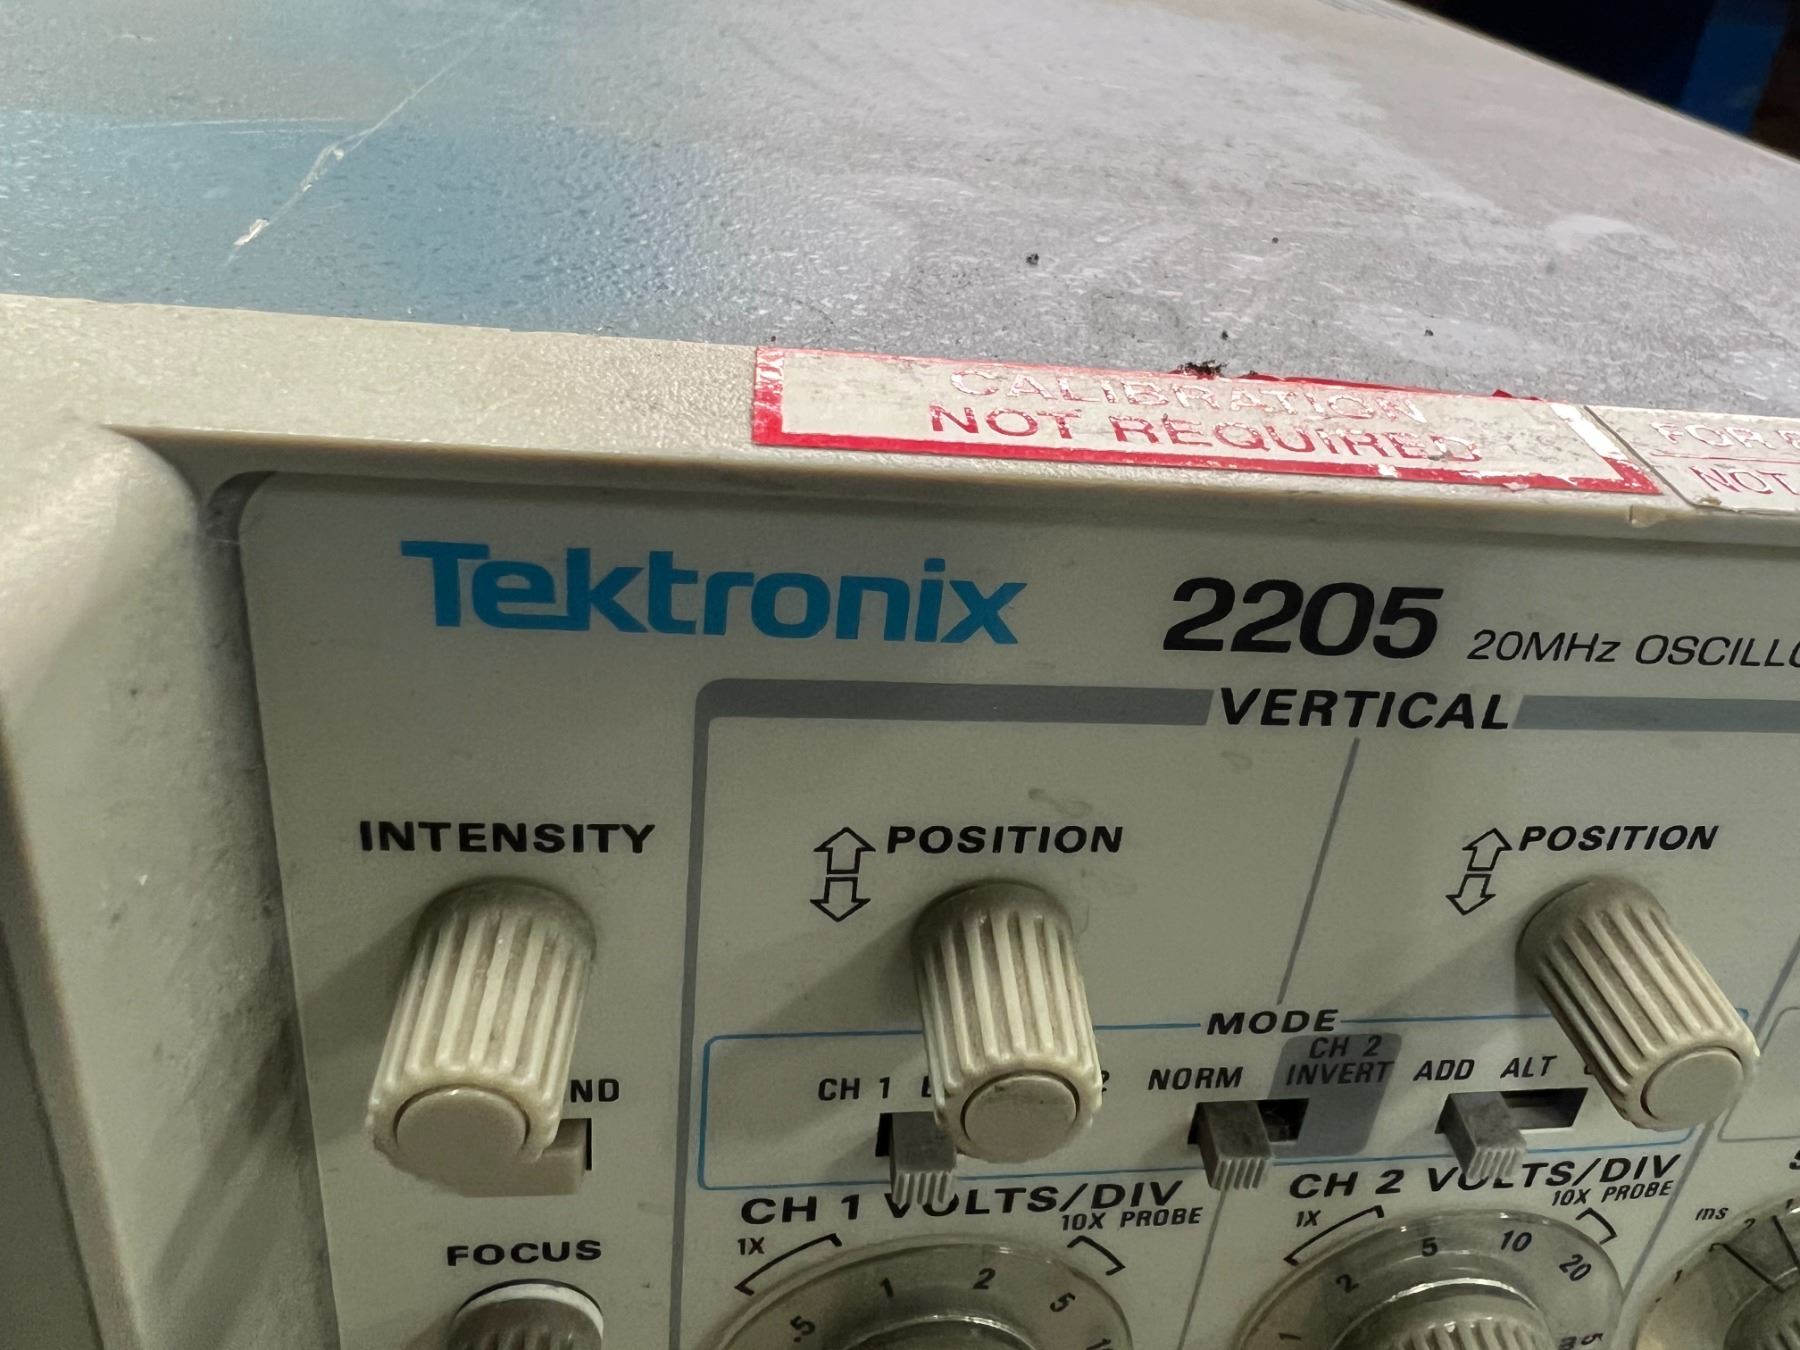 CALIBRATION
NOT REQUIRED
NOT
Tektronix 2205 20MHz
VERTICAL
INTENSITY
POSITION
POSITION
MODE
CH 1
NORM
CH 2
INVERT
ADD ALT
CH 1 VOLTS/DIV
1X 10X PROBE
CH 2 VOLTS/DIV
1X 10X PROBE
FOCUS
.5 1 2 5
1 2 5 10 20
ms